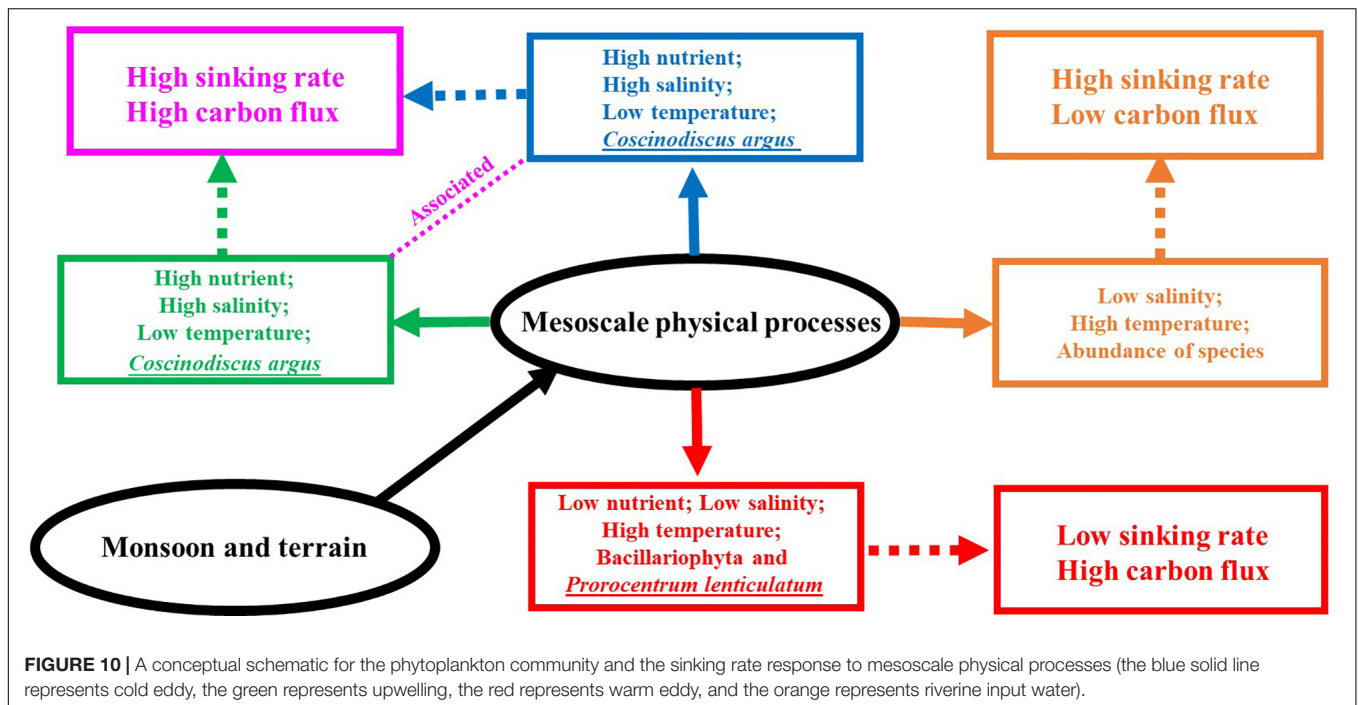 High sinking rate
High carbon flux
High nutrient;
High salinity;
Low temperature;
Coscinodiscus argus
High sinking rate
Low carbon flux
Associated
High nutrient;
High salinity;
Low temperature;
Coscinodiscus argus
Mesoscale physical processes
Low salinity;
High temperature;
Abundance of species
Monsoon and terrain
Low nutrient; Low salinity;
High temperature;
Bacillariophyta and
Prorocentrum lenticulatum
Low sinking rate
High carbon flux
FIGURE 10 | A conceptual schematic for the phytoplankton community and the sinking rate response to mesoscale physical processes (the blue solid line
represents cold eddy, the green represents upwelling, the red represents warm eddy, and the orange represents riverine input water).